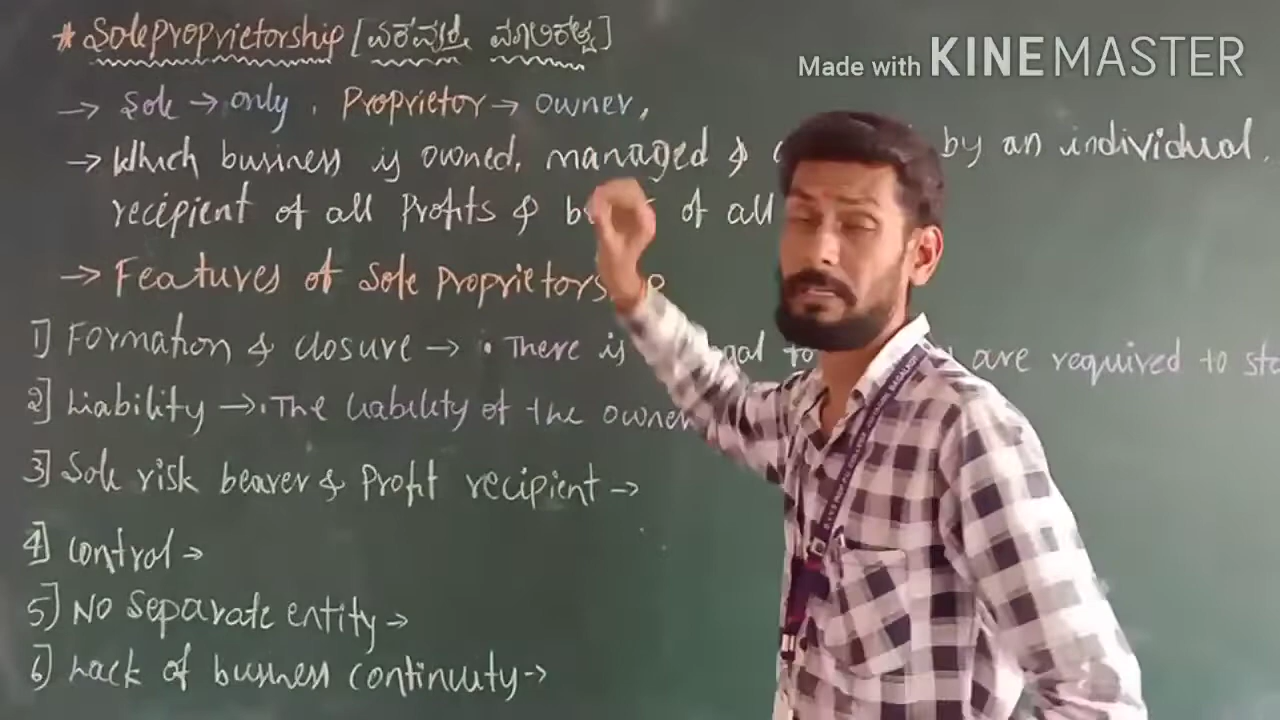 Made with KINEMASTER
* Sole Proprietorship [ಏಕವ್ಯಕ್ತಿ ಮಾಲಿಕತ್ವ]
→ Sole → only, Proprietor → owner,
→ Which business is owned, managed & by an individual,
recipient of all Profits & of all
→ Features of Sole Proprietors
1] Formation & closure → • There is are required to
2] Liability → • The liability of the owner
3] Sole risk bearer & Profit recipient →
4] control →
5] No separate entity →
6] Lack of business continuity →